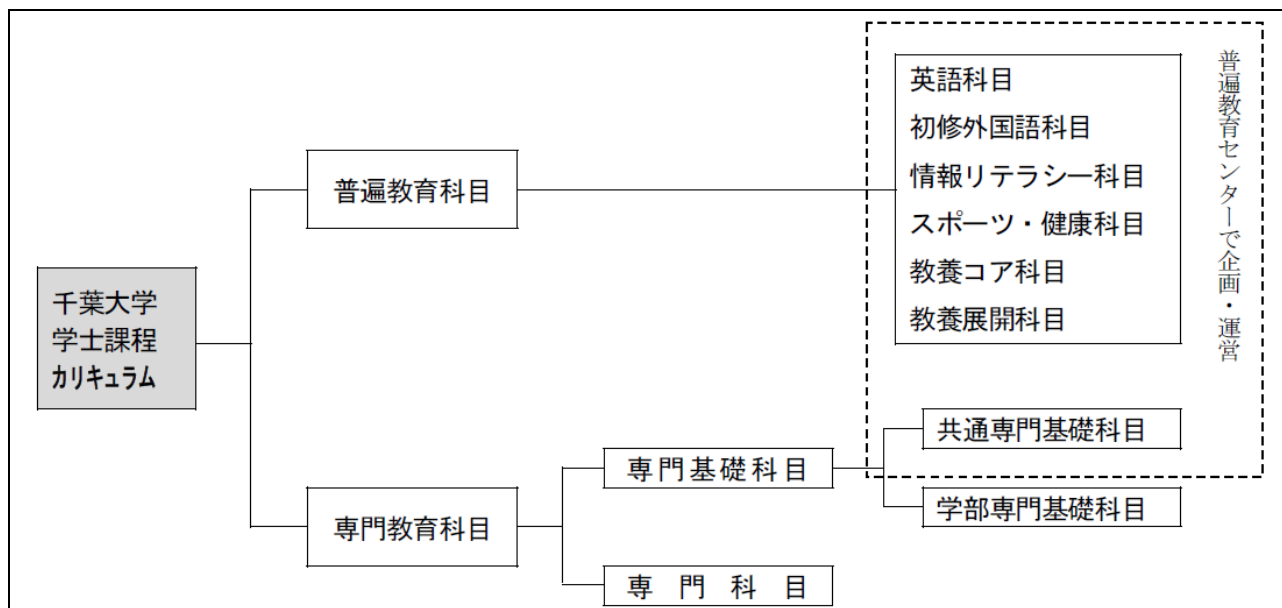 千葉大学
学士課程
カリキュラム
普遍教育科目
英語科目
初修外国語科目
情報リテラシー科目
スポーツ・健康科目
教養コア科目
教養展開科目
普遍教育センターで企画・運営
専門教育科目
専門基礎科目
共通専門基礎科目
学部専門基礎科目
専門科目